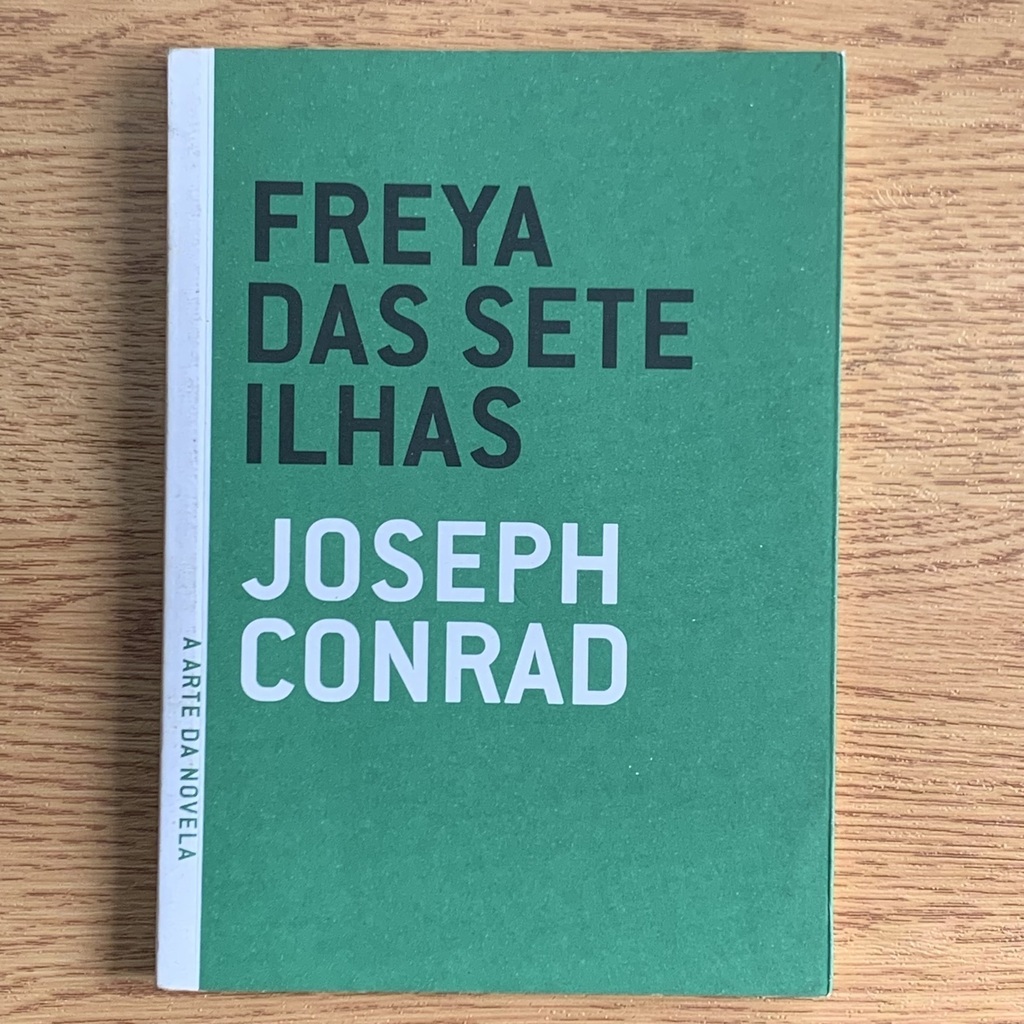 FREYA
DAS SETE
ILHAS
JOSEPH
CONRAD
A ARTE DA NOVELA